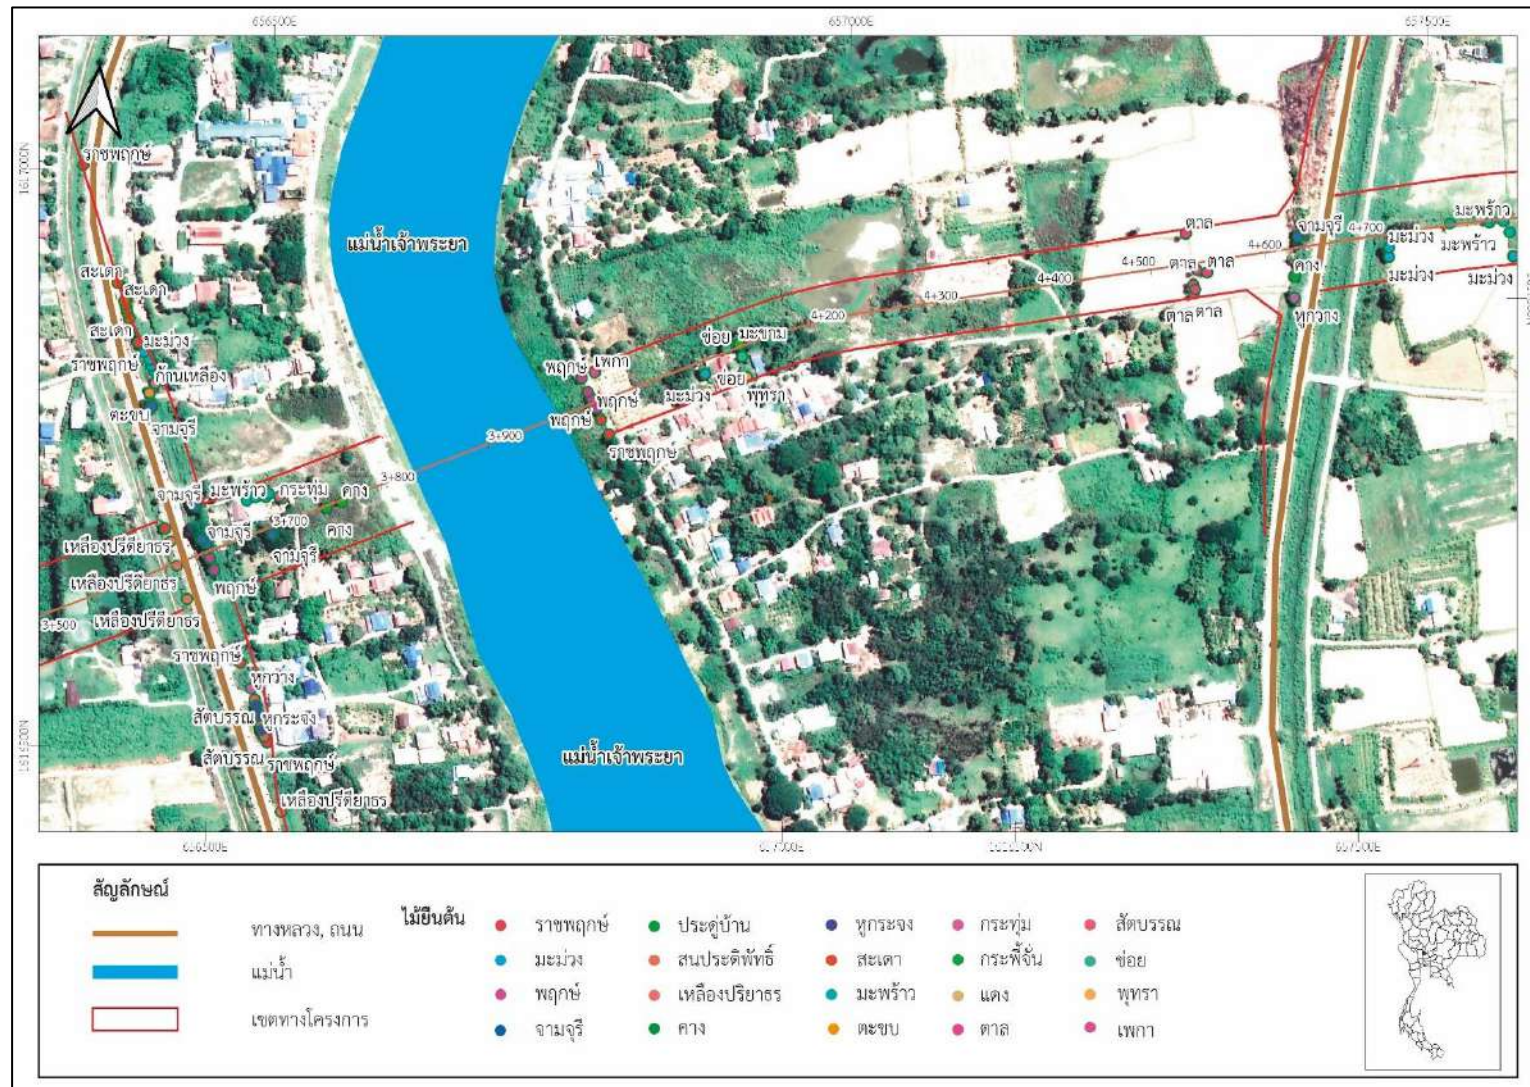 656500E
657000E
657500E
1617000N
ราชพฤกษ์
แม่น้ำเจ้าพระยา
ตาล
จามจุรี
4+700
มะพร้าว
มะม่วง
มะพร้าว
4+600
สะเดา
สะเดา
4+500
ตาล
ตาล
คาง
มะม่วง
มะม่วง
4+400
4+300
ตาล
ตาล
หูกวาง
4+200
สะเดา
มะม่วง
ข่อย
มะขาม
ราชพฤกษ์
ก้านเหลือง
พฤกษ์
เพกา
ข่อย
พฤกษ์
มะม่วง
พุทรา
ตะขบ
จามจุรี
พฤกษ์
3+900
ราชพฤกษ์
3+800
จามจุรี
มะพร้าว
กระทุ่ม
คาง
3+700
จามจุรี
คาง
เหลืองปรีดียาธร
จามจุรี
เหลืองปรีดียาธร
พฤกษ์
เหลืองปรีดียาธร
3+500
ราชพฤกษ์
หูกวาง
สัตบรรณ
หูกระจง
สัตบรรณ
ราชพฤกษ์
แม่น้ำเจ้าพระยา
เหลืองปรีดียาธร
1616500N
656500E
657000E
657500E
สัญลักษณ์
ทางหลวง, ถนน
แม่น้ำ
เขตทางโครงการ
ไม้ยืนต้น
ราชพฤกษ์
มะม่วง
พฤกษ์
จามจุรี
ประดู่บ้าน
สนประดิพัทธิ์
เหลืองปริยาธร
คาง
หูกระจง
สะเดา
มะพร้าว
ตะขบ
กระทุ่ม
กระพี้จั่น
แดง
ตาล
สัตบรรณ
ข่อย
พุทรา
เพกา